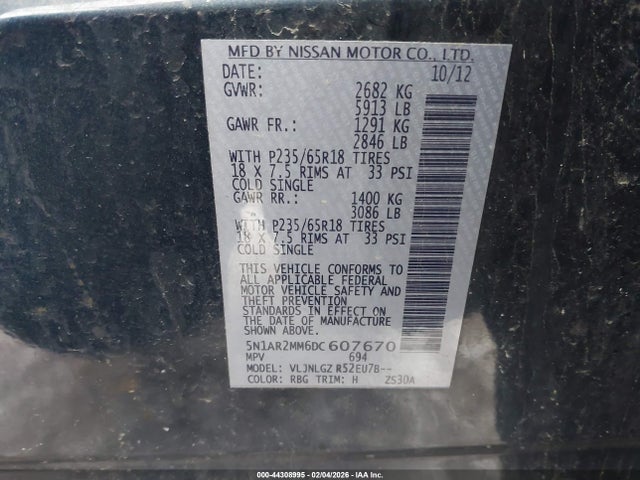 MFD BY NISSAN MOTOR CO., LTD.
DATE: 10/12
GVWR: 2682 KG
5913 LB
GAWR FR.: 1291 KG
2846 LB
WITH P235/65R18 TIRES
18 X 7.5 RIMS AT 33 PSI
COLD SINGLE
GAWR RR.: 1400 KG
3086 LB
WITH P235/65R18 TIRES
18 X 7.5 RIMS AT 33 PSI
COLD SINGLE
THIS VEHICLE CONFORMS TO
ALL APPLICABLE FEDERAL
MOTOR VEHICLE SAFETY AND
THEFT PREVENTION
STANDARDS IN EFFECT ON
THE DATE OF MANUFACTURE
SHOWN ABOVE.
5N1AR2MM6DC607670
MPV 694
MODEL: VLJNLGZ R52EU7B--
COLOR: RBG TRIM: H 2S30A
000-44308995 - 02/04/2026 - IAA Inc.